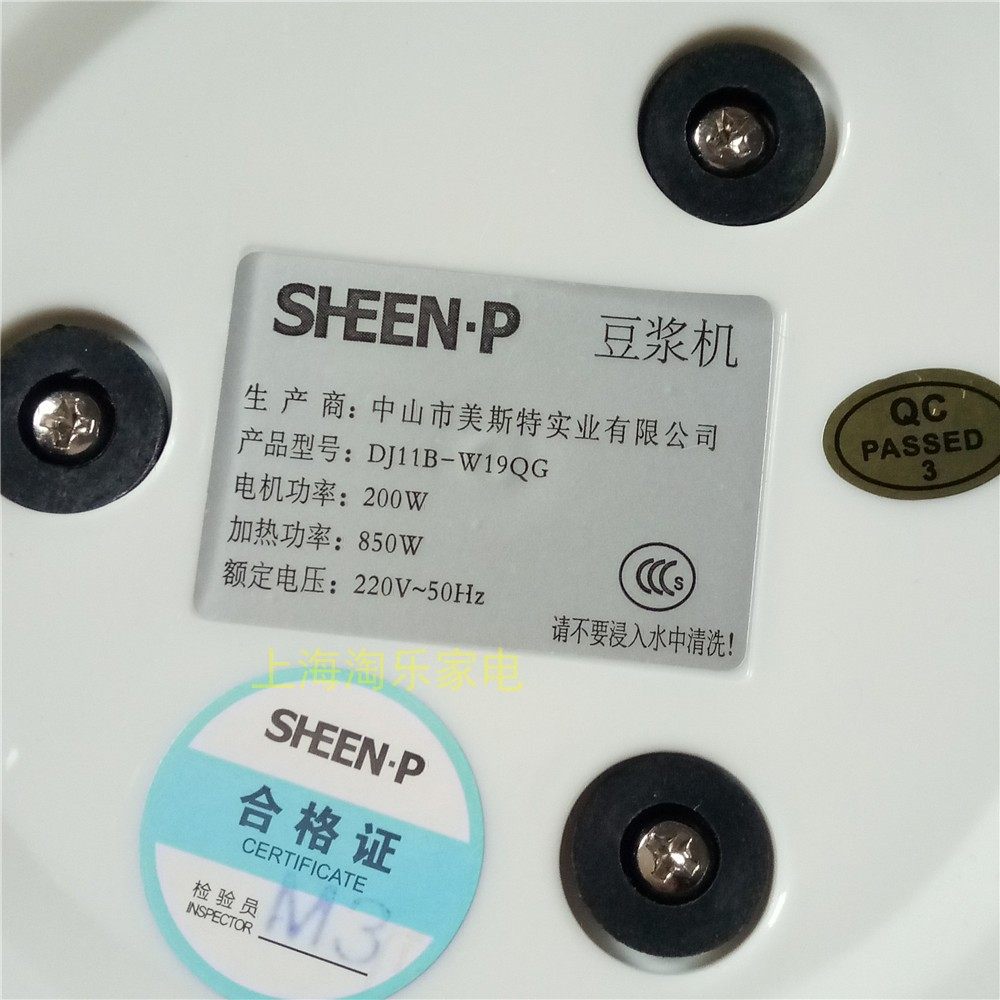 SHEEN·P 豆浆机
生产商：中山市美斯特实业有限公司
产品型号：DJ11B-W19QG
电机功率：200W
加热功率：850W
额定电压：220V~50Hz
CCC S
请不要浸入水中清洗!
QC
PASSED
3
上海淘乐家电
SHEEN·P
合格证
CERTIFICATE
检验员
INSPECTOR
M3